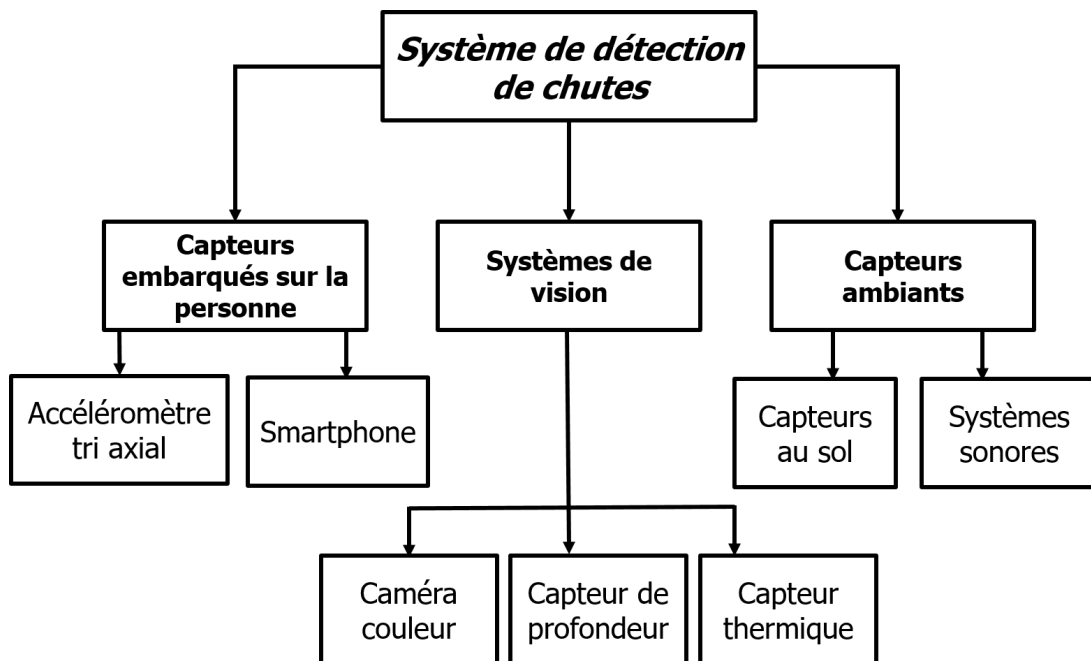 Système de détection
de chutes
Capteurs
embarqués sur la
personne
Systèmes de
vision
Capteurs
ambiants
Accéléromètre
tri axial
Smartphone
Capteurs
au sol
Systèmes
sonores
Caméra
couleur
Capteur de
profondeur
Capteur
thermique